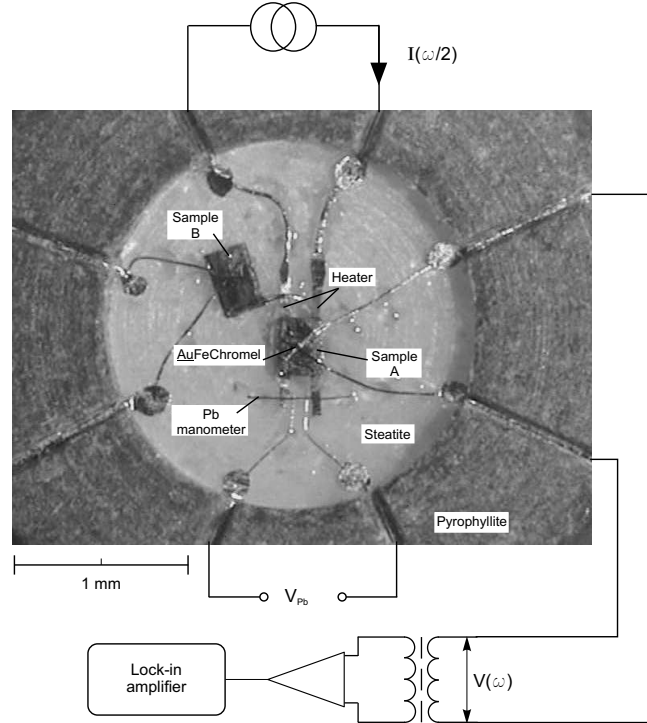 I(ω/2)
Sample
B
Heater
AuFeChromel
Sample
A
Pb
manometer
Steatite
Pyrophyllite
1 mm
V_Pb
Lock-in
amplifier
V(ω)